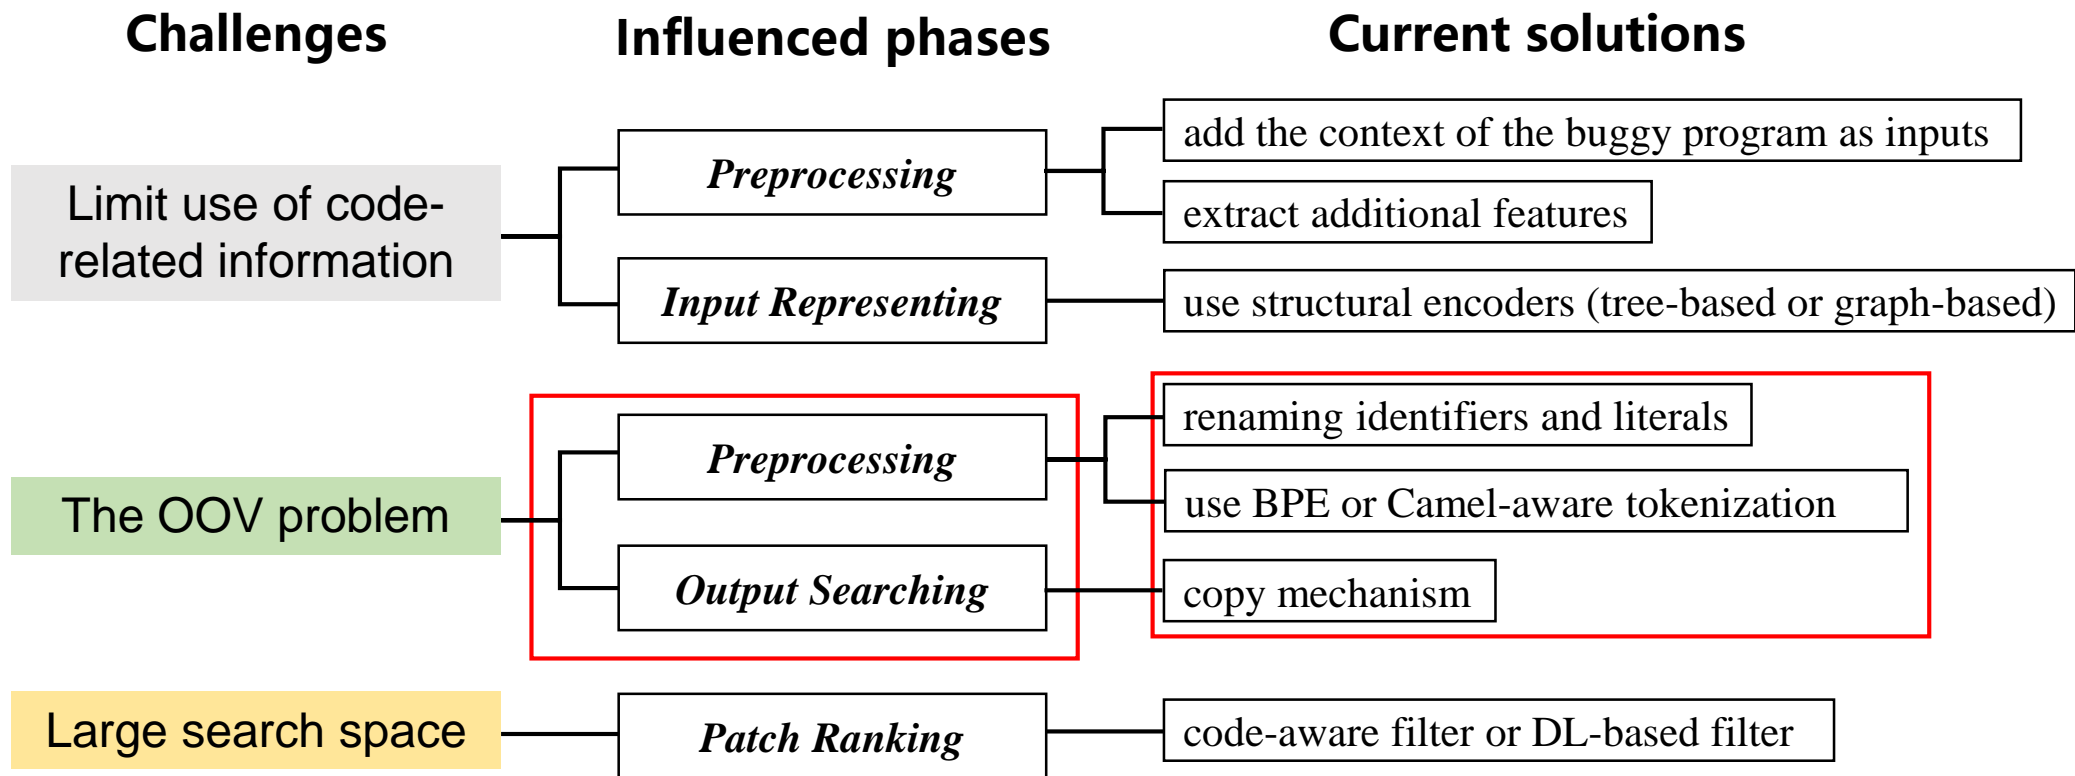 Challenges
Influenced phases
Current solutions
Limit use of code-
related information
Preprocessing
add the context of the buggy program as inputs
extract additional features
Input Representing
use structural encoders (tree-based or graph-based)
The OOV problem
Preprocessing
renaming identifiers and literals
use BPE or Camel-aware tokenization
Output Searching
copy mechanism
Large search space
Patch Ranking
code-aware filter or DL-based filter